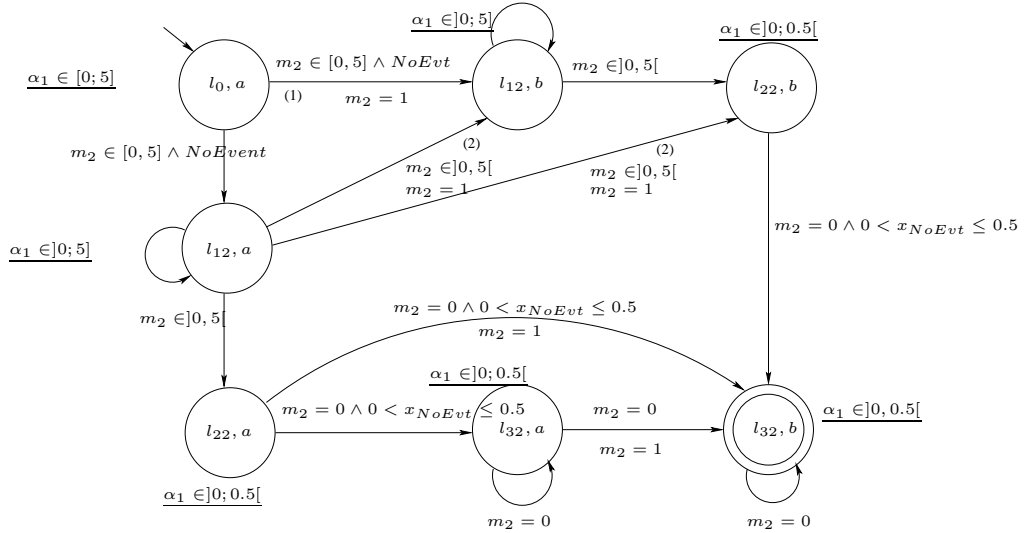 α₁ ∈]0; 5]
α₁ ∈]0; 0.5[
α₁ ∈ [0; 5]
l₀, a
m₂ ∈ [0, 5] ∧ NoEvt
(1)
m₂ = 1
l₁₂, b
m₂ ∈]0, 5[
l₂₂, b
m₂ ∈ [0, 5] ∧ NoEvent
(2)
m₂ ∈]0, 5[
m₂ = 1
(2)
m₂ ∈]0, 5[
m₂ = 1
m₂ = 0 ∧ 0 < x_NoEvt ≤ 0.5
α₁ ∈]0; 5]
l₁₂, a
m₂ ∈]0, 5[
m₂ = 0 ∧ 0 < x_NoEvt ≤ 0.5
m₂ = 1
α₁ ∈]0; 0.5[
m₂ = 0 ∧ 0 < x_NoEvt ≤ 0.5
l₂₂, a
l₃₂, a
m₂ = 0
m₂ = 1
l₃₂, b
α₁ ∈]0, 0.5[
α₁ ∈]0; 0.5[
m₂ = 0
m₂ = 0